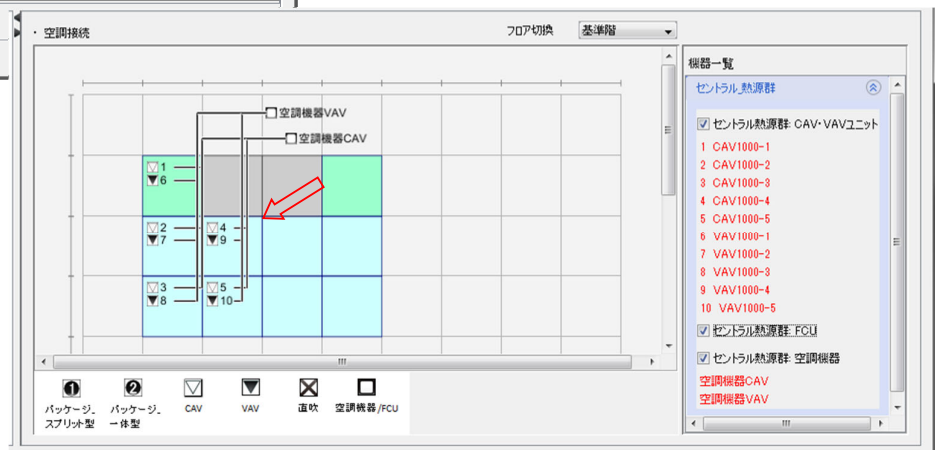 ・ 空調接続
フロア切換 基準階
空調機器VAV
空調機器CAV
1
6
2
7
4
9
3
8
5
10
パッケージ_スプリット型
パッケージ_一体型
CAV
VAV
直吹
空調機器/FCU
機器一覧
セントラル_熱源群
セントラル熱源群: CAV・VAVユニット
1 CAV1000-1
2 CAV1000-2
3 CAV1000-3
4 CAV1000-4
5 CAV1000-5
6 VAV1000-1
7 VAV1000-2
8 VAV1000-3
9 VAV1000-4
10 VAV1000-5
セントラル熱源群: FCU
セントラル熱源群: 空調機器
空調機器CAV
空調機器VAV